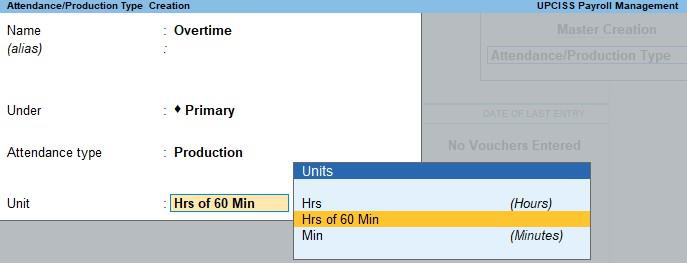 Attendance/Production Type Creation UPCISS Payroll Management
Name : Overtime
(alias) :
Under : ♦ Primary
Attendance type : Production
Unit : Hrs of 60 Min
Master Creation
Attendance/Production Type
DATE OF LAST ENTRY
No Vouchers Entered
Units
Hrs (Hours)
Hrs of 60 Min
Min (Minutes)